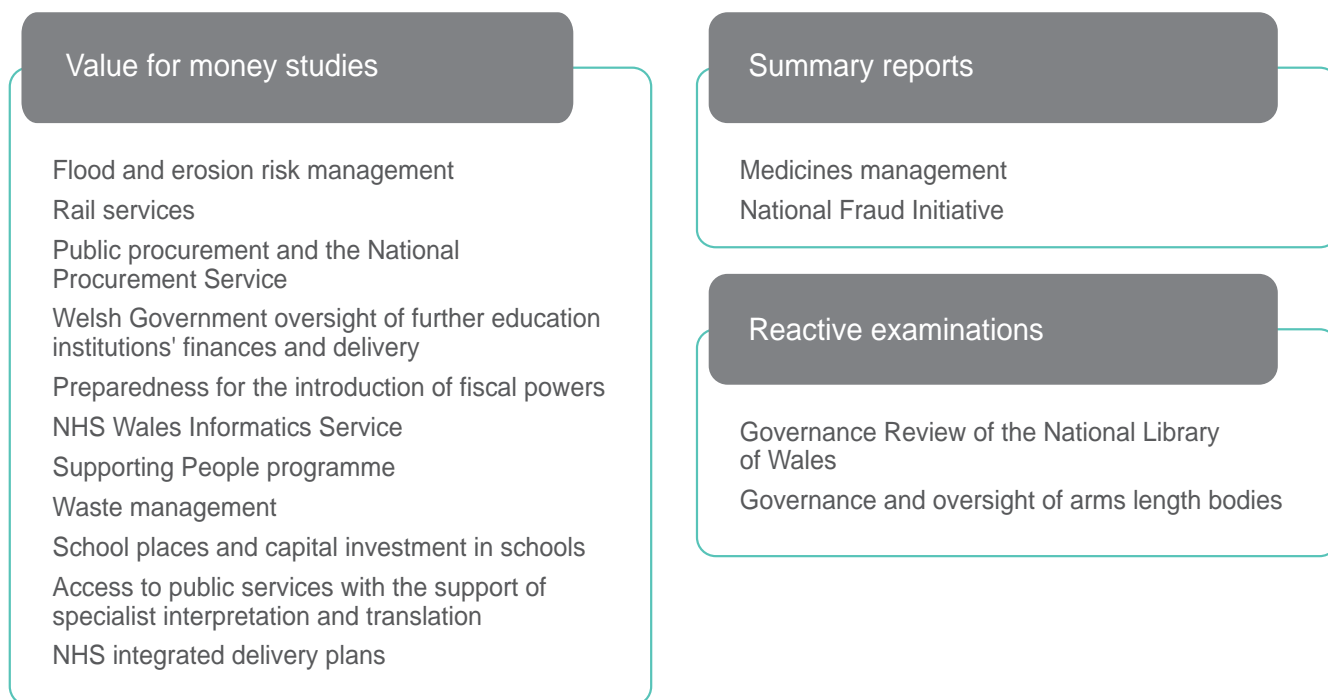 Value for money studies
Flood and erosion risk management
Rail services
Public procurement and the National
Procurement Service
Welsh Government oversight of further education
institutions' finances and delivery
Preparedness for the introduction of fiscal powers
NHS Wales Informatics Service
Supporting People programme
Waste management
School places and capital investment in schools
Access to public services with the support of
specialist interpretation and translation
NHS integrated delivery plans
Summary reports
Medicines management
National Fraud Initiative
Reactive examinations
Governance Review of the National Library
of Wales
Governance and oversight of arms length bodies